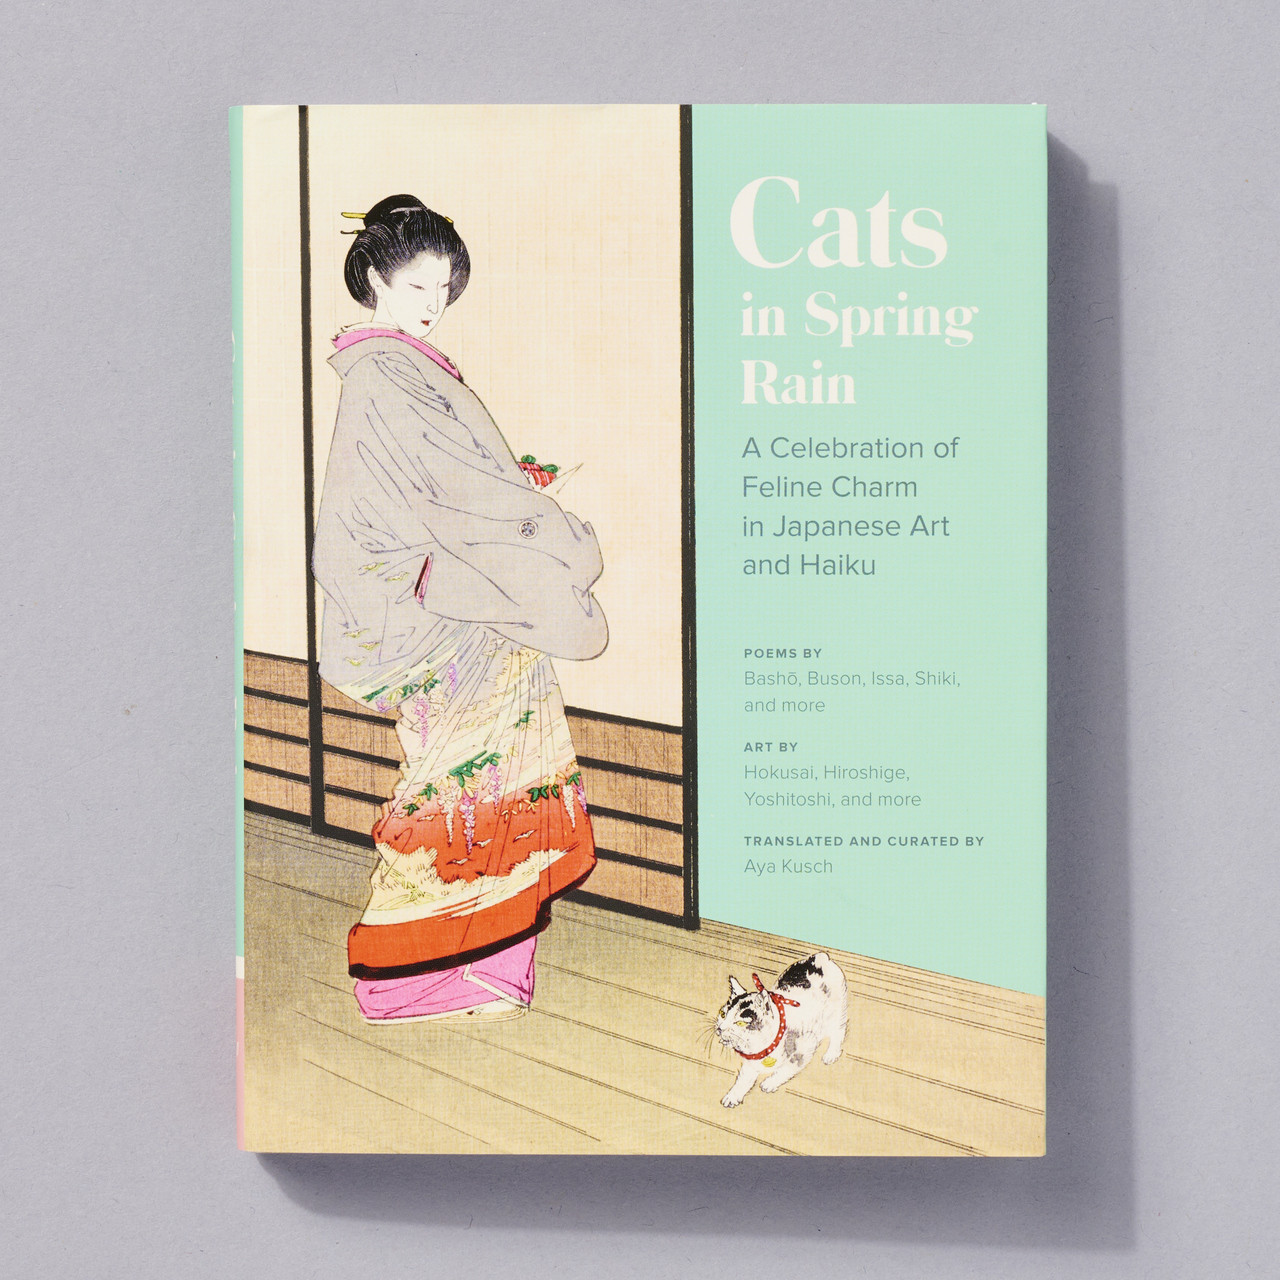 Cats
in Spring
Rain
A Celebration of
Feline Charm
in Japanese Art
and Haiku
POEMS BY
Bashō, Buson, Issa, Shiki,
and more
ART BY
Hokusai, Hiroshige,
Yoshitoshi, and more
TRANSLATED AND CURATED BY
Aya Kusch